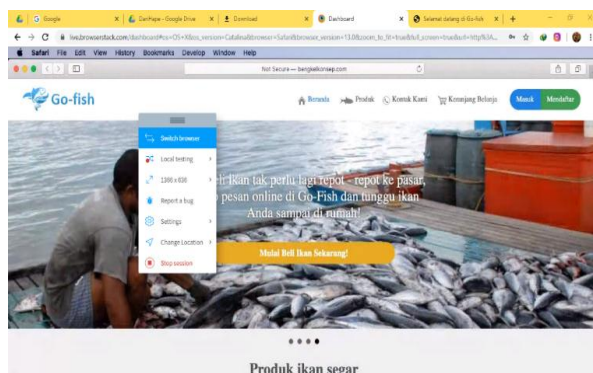 Google
DanHape - Google Drive
Download
Dashboard
Selamat datang di Go-fish
live.browserstack.com/dashboard#os=OS+X&os_version=Catalina&browser=Safari&browser_version=13.0&zoom_to_fit=true&full_screen=true&url=http%3A...
Safari File Edit View History Bookmarks Develop Window Help
Not Secure — bengkelkonsep.com
Go-fish
Beranda
Produk
Kontak Kami
Keranjang Belanja
Masuk
Mendaftar
Switch browser
Local testing
Report a bug
Settings
Change Location
Stop session
Ikan tak perlu lagi repot - repot ke pasar,
pesan online di Go-Fish dan tunggu ikan
Anda sampai di rumah!
Mulai Beli Ikan Sekarang!
Produk ikan segar